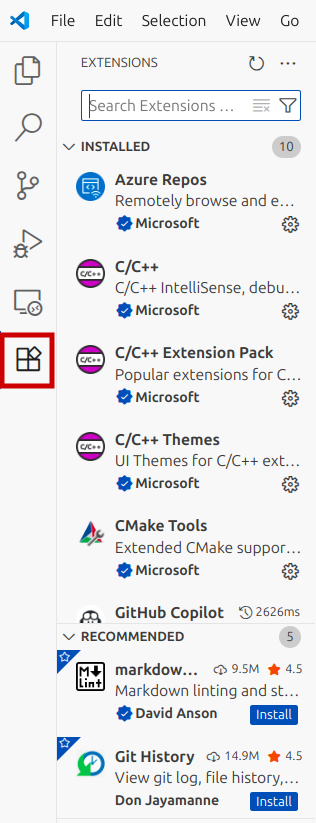 File Edit Selection View Go
EXTENSIONS
Search Extensions …
INSTALLED 10
Azure Repos
Remotely browse and e…
Microsoft
C/C++
C/C++
C/C++ IntelliSense, debu…
Microsoft
C/C++ Extension Pack
C/C++
Popular extensions for C…
Microsoft
C/C++ Themes
C/C++
UI Themes for C/C++ ext…
Microsoft
CMake Tools
Extended CMake suppor…
Microsoft
GitHub Copilot 2626ms
RECOMMENDED 5
markdow… 9.5M 4.5
M Lint
Markdown linting and st…
David Anson Install
Git History 14.9M 4.5
View git log, file history,…
Don Jayamanne Install